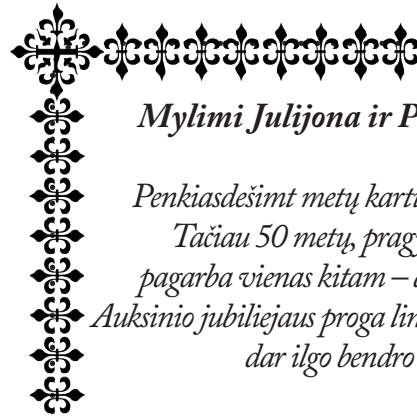 Mylimi Julijona ir P
Penkiasdešimt metų karti
Tačiau 50 metų, pragy
pagarba vienas kitam –
Auksinio jubiliejaus proga lin
dar ilgo bendro